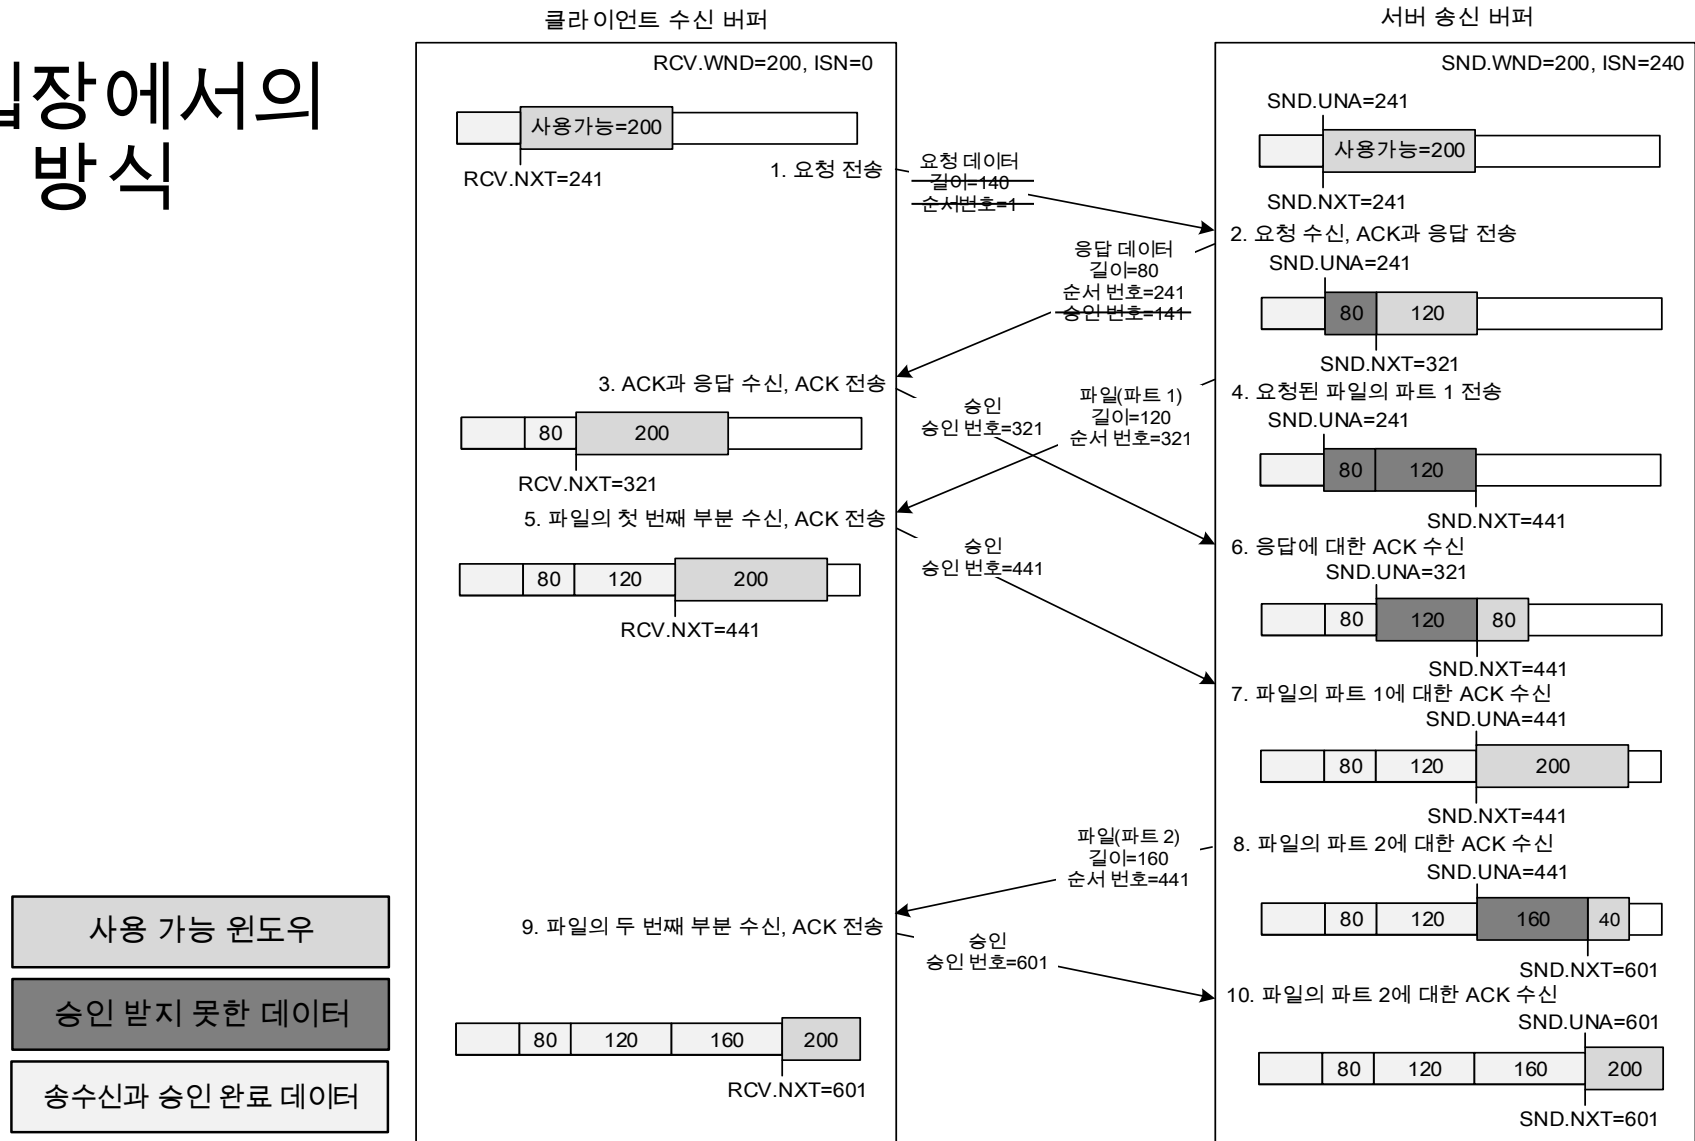 입장에서의
방식
클라이언트 수신 버퍼
RCV.WND=200, ISN=0
사용가능=200
RCV.NXT=241
1. 요청 전송
3. ACK과 응답 수신, ACK 전송
80 200
RCV.NXT=321
5. 파일의 첫 번째 부분 수신, ACK 전송
80 120 200
RCV.NXT=441
9. 파일의 두 번째 부분 수신, ACK 전송
80 120 160 200
RCV.NXT=601
요청 데이터
길이=140
순서번호=1
응답 데이터
길이=80
순서 번호=241
승인 번호=141
승인
승인 번호=321
파일(파트 1)
길이=120
순서 번호=321
승인
승인 번호=441
파일(파트 2)
길이=160
순서 번호=441
승인
승인 번호=601
서버 송신 버퍼
SND.WND=200, ISN=240
SND.UNA=241
사용가능=200
SND.NXT=241
2. 요청 수신, ACK과 응답 전송
SND.UNA=241
80 120
SND.NXT=321
4. 요청된 파일의 파트 1 전송
SND.UNA=241
80 120
SND.NXT=441
6. 응답에 대한 ACK 수신
SND.UNA=321
80 120 80
SND.NXT=441
7. 파일의 파트 1에 대한 ACK 수신
SND.UNA=441
80 120 200
SND.NXT=441
8. 파일의 파트 2에 대한 ACK 수신
SND.UNA=441
80 120 160 40
SND.NXT=601
10. 파일의 파트 2에 대한 ACK 수신
SND.UNA=601
80 120 160 200
SND.NXT=601
사용 가능 윈도우
승인 받지 못한 데이터
송수신과 승인 완료 데이터